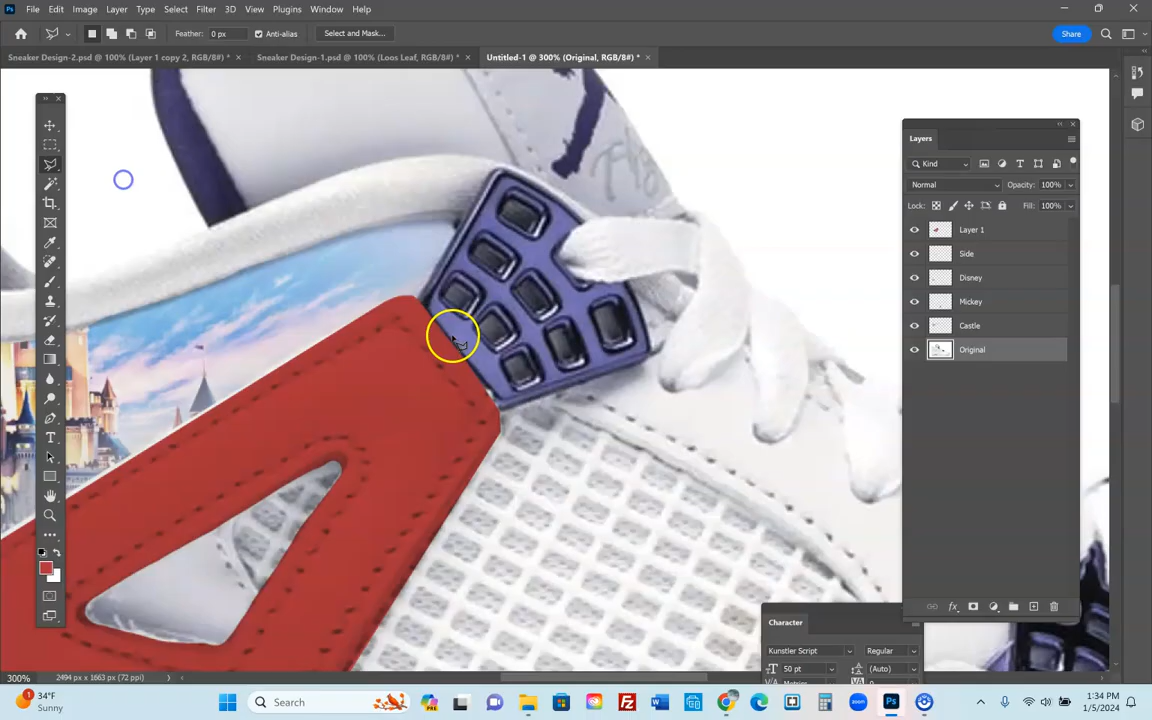 Ps File Edit Image Layer Type Select Filter 3D View Plugins Window Help
Feather: 0 px Anti-alias Select and Mask... Share
Sneaker Design-2.psd @ 100% (Layer 1 copy 2, RGB/8#) * × Sneaker Design-1.psd @ 100% (Loos Leaf, RGB/8#) * × Untitled-1 @ 300% (Original, RGB/8#) * ×
Layers
Kind
Normal Opacity: 100%
Lock: Fill: 100%
Layer 1
Side
Disney
Mickey
Castle
Original
fx
Character
Kunstler Script Regular
50 pt (Auto)
300% 2494 px x 1663 px (72 ppi)
34°F
Sunny
Search
1:34 PM
1/5/2024